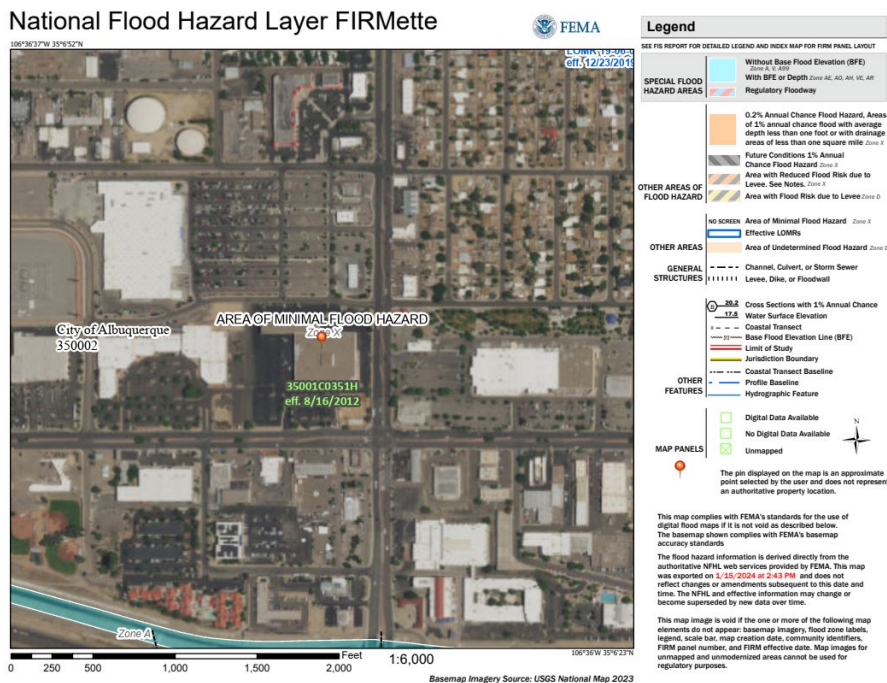 National Flood Hazard Layer FIRMette
FEMA
106°36'37"W 35°6'52"N
eff. 12/23/2019
AREA OF MINIMAL FLOOD HAZARD
Zone X
City of Albuquerque
350002
35001C0351H
eff. 8/16/2012
Zone A
106°36'W 35°6'23"N
Feet
1:6,000
0 250 500 1,000 1,500 2,000
Basemap Imagery Source: USGS National Map 2023
Legend
SEE FIS REPORT FOR DETAILED LEGEND AND INDEX MAP FOR FIRM PANEL LAYOUT
SPECIAL FLOOD
HAZARD AREAS
Without Base Flood Elevation (BFE)
Zone A, V, A99
With BFE or Depth Zone AE, AO, AH, VE, AR
Regulatory Floodway
OTHER AREAS OF
FLOOD HAZARD
0.2% Annual Chance Flood Hazard, Areas
of 1% annual chance flood with average
depth less than one foot or with drainage
areas of less than one square mile Zone X
Future Conditions 1% Annual
Chance Flood Hazard Zone X
Area with Reduced Flood Risk due to
Levee. See Notes. Zone X
Area with Flood Risk due to Levee Zone D
OTHER AREAS
NO SCREEN Area of Minimal Flood Hazard Zone X
Effective LOMRs
Area of Undetermined Flood Hazard Zone
GENERAL
STRUCTURES
Channel, Culvert, or Storm Sewer
Levee, Dike, or Floodwall
OTHER
FEATURES
B 20.2 Cross Sections with 1% Annual Chance
17.5 Water Surface Elevation
8 Coastal Transect
Base Flood Elevation Line (BFE)
Limit of Study
Jurisdiction Boundary
Coastal Transect Baseline
Profile Baseline
Hydrographic Feature
MAP PANELS
Digital Data Available
No Digital Data Available
Unmapped
N
The pin displayed on the map is an approximate
point selected by the user and does not represent
an authoritative property location.
This map complies with FEMA's standards for the use of
digital flood maps if it is not void as described below.
The basemap shown complies with FEMA's basemap
accuracy standards
The flood hazard information is derived directly from the
authoritative NFHL web services provided by FEMA. This map
was exported on 1/15/2024 at 2:43 PM and does not
reflect changes or amendments subsequent to this date and
time. The NFHL and effective information may change or
become superseded by new data over time.
This map image is void if the one or more of the following map
elements do not appear: basemap imagery, flood zone labels,
legend, scale bar, map creation date, community identifiers,
FIRM panel number, and FIRM effective date. Map images for
unmapped and unmodernized areas cannot be used for
regulatory purposes.